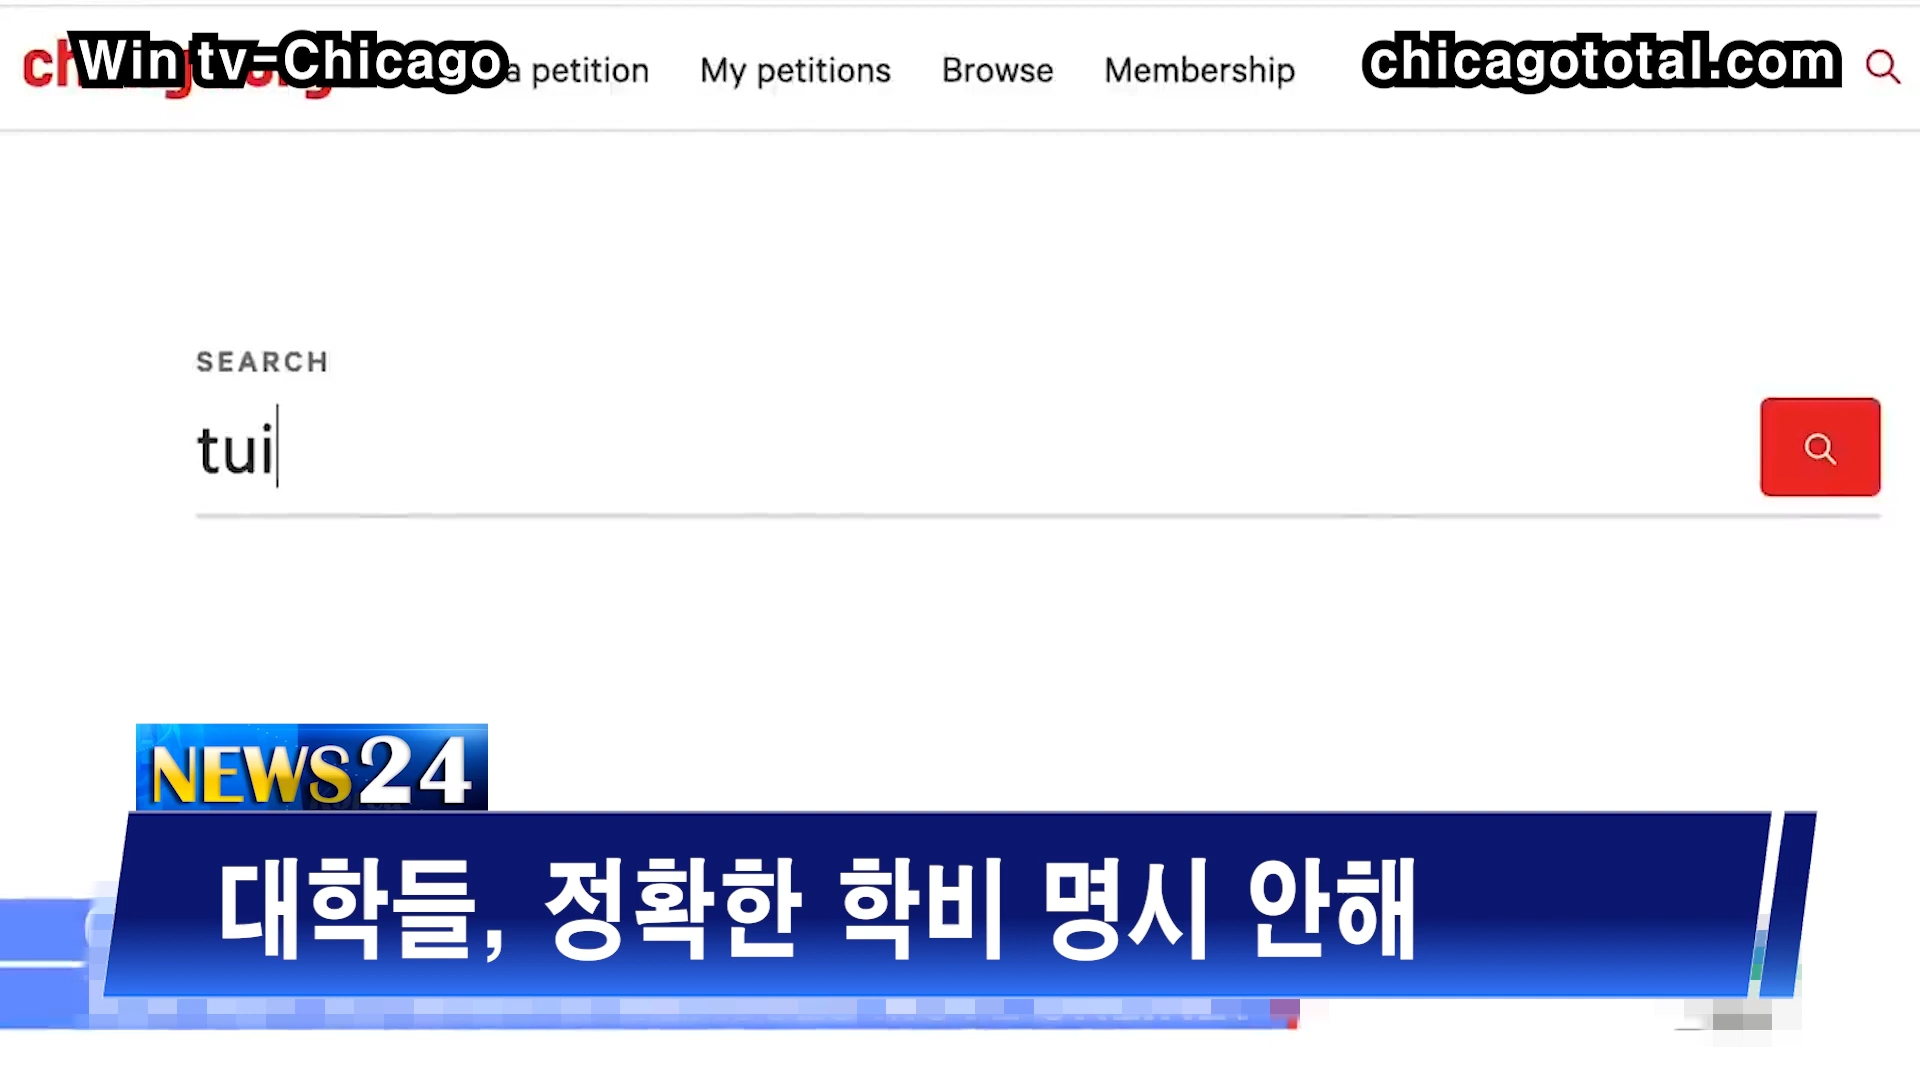 Win tv-Chicago
a petition
My petitions
Browse
Membership
chicagototal.com
SEARCH
tui
NEWS24
대학들, 정확한 학비 명시 안해